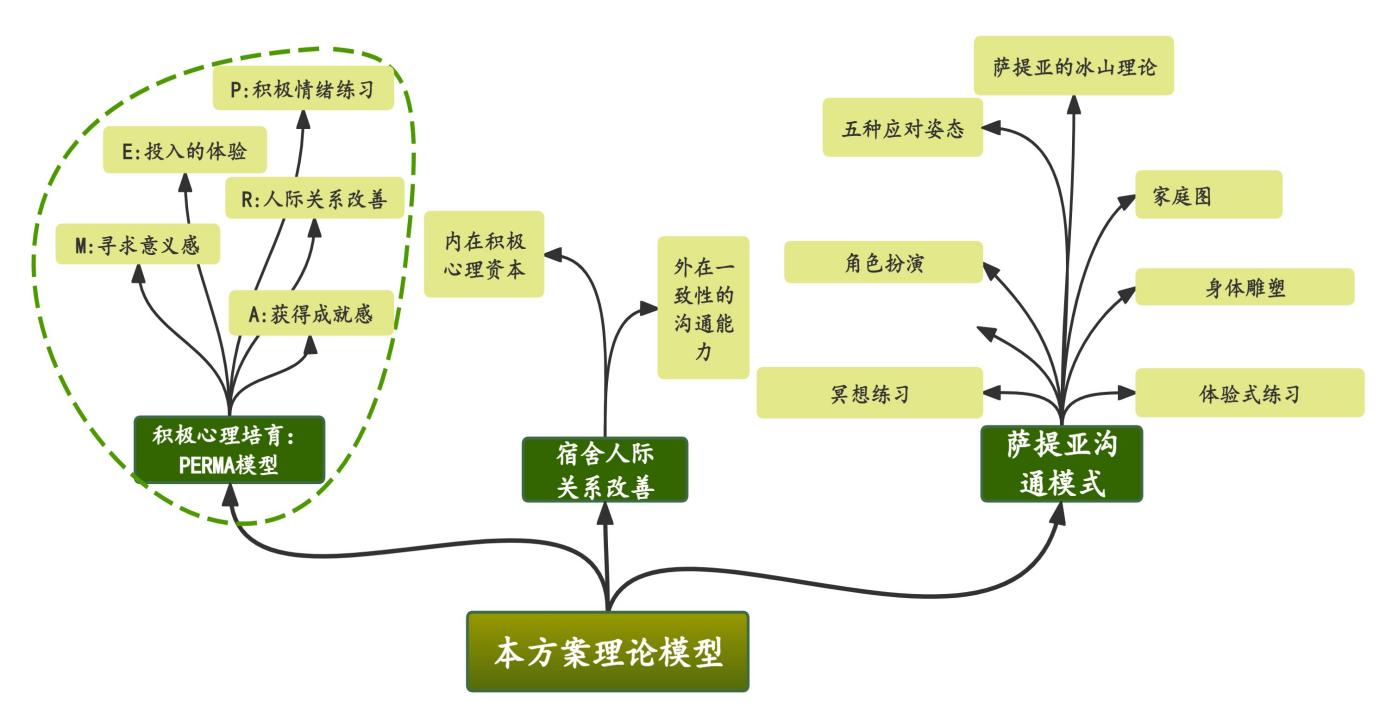 P:积极情绪练习
E:投入的体验
R:人际关系改善
M:寻求意义感
A:获得成就感
积极心理培育：
PERMA模型
内在积极
心理资本
外在一
致性的
沟通能
力
宿舍人际
关系改善
萨提亚的冰山理论
五种应对姿态
家庭图
角色扮演
身体雕塑
冥想练习
体验式练习
萨提亚沟
通模式
本方案理论模型